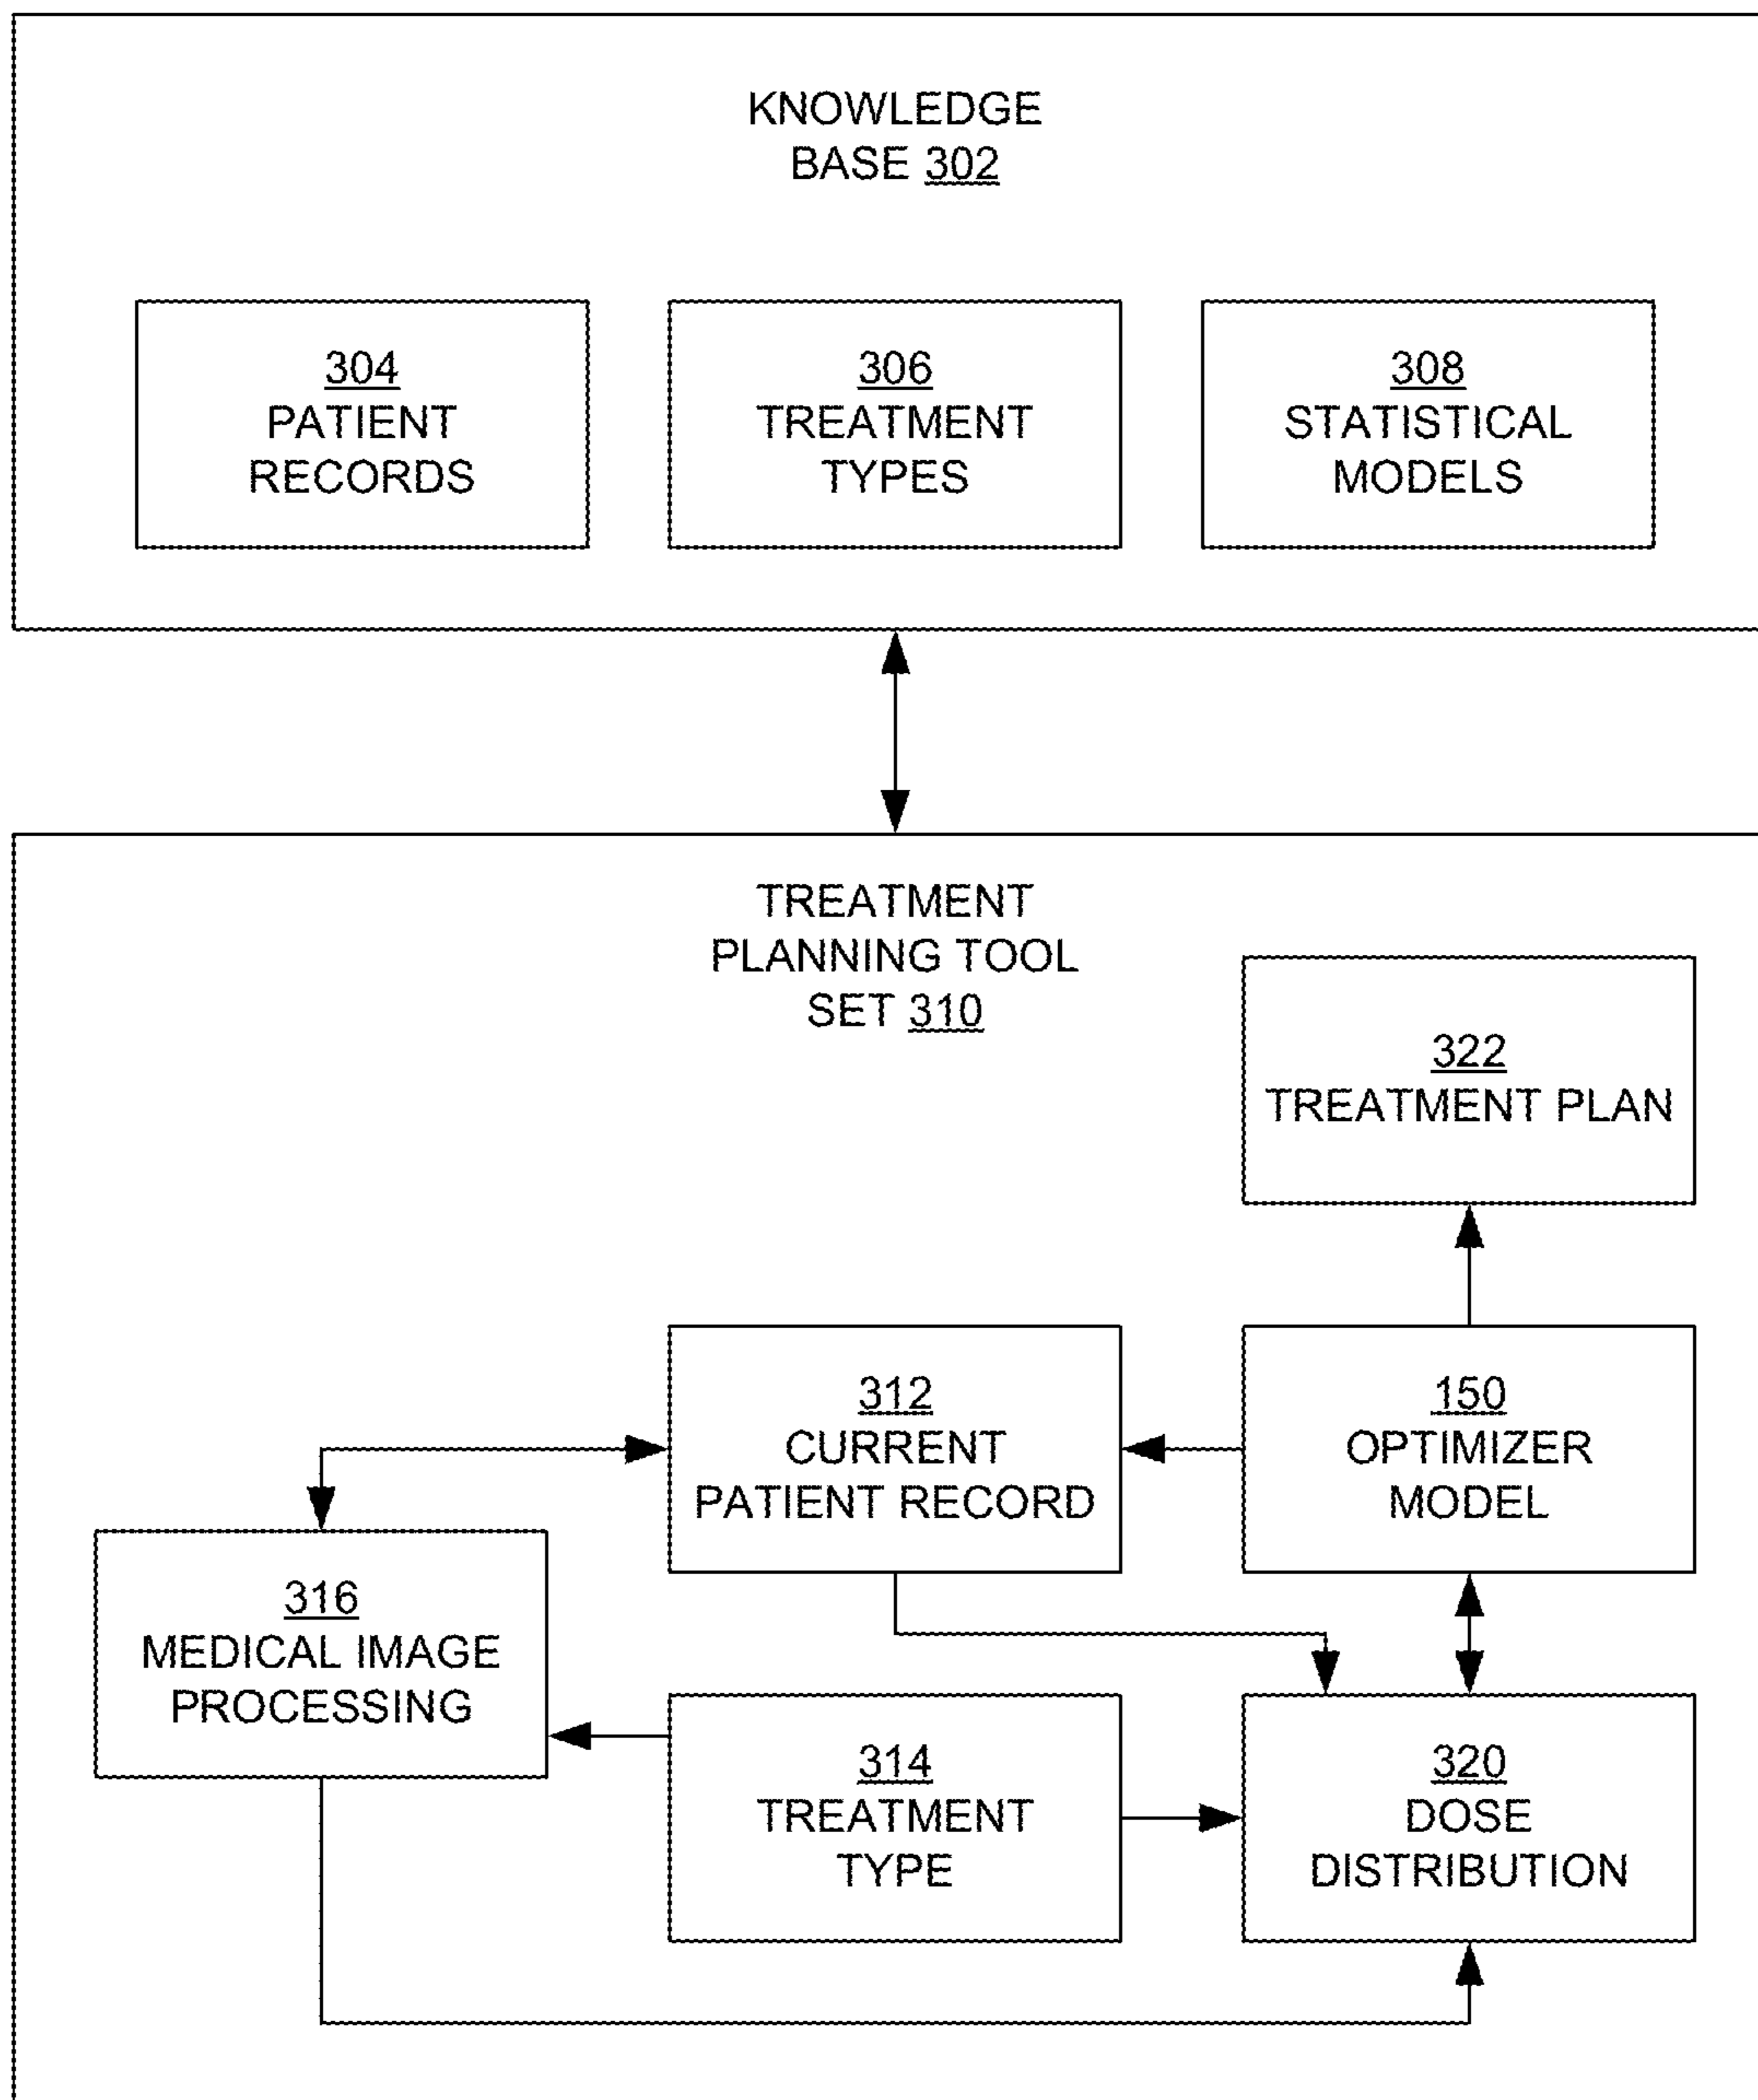 KNOWLEDGE
BASE 302
304
PATIENT
RECORDS
306
TREATMENT
TYPES
308
STATISTICAL
MODELS
TREATMENT
PLANNING TOOL
SET 310
322
TREATMENT PLAN
312
CURRENT
PATIENT RECORD
150
OPTIMIZER
MODEL
316
MEDICAL IMAGE
PROCESSING
314
TREATMENT
TYPE
320
DOSE
DISTRIBUTION